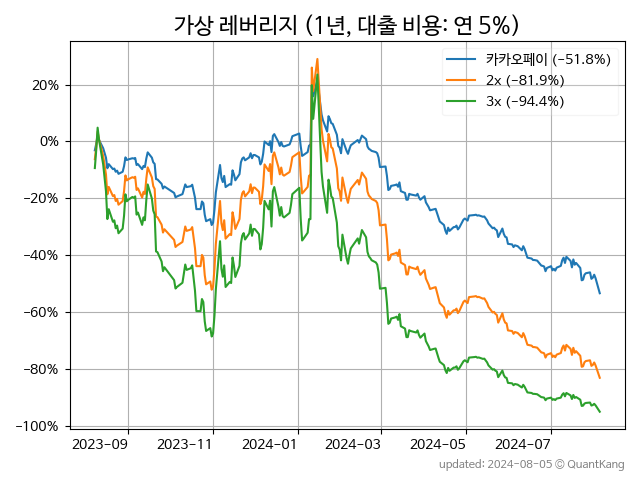 가상 레버리지 (1년, 대출 비용: 연 5%)
카카오페이 (−51.8%)
2x (−81.9%)
3x (−94.4%)
20%
0%
−20%
−40%
−60%
−80%
−100%
2023-09 2023-11 2024-01 2024-03 2024-05 2024-07
updated: 2024-08-05 © QuantKang